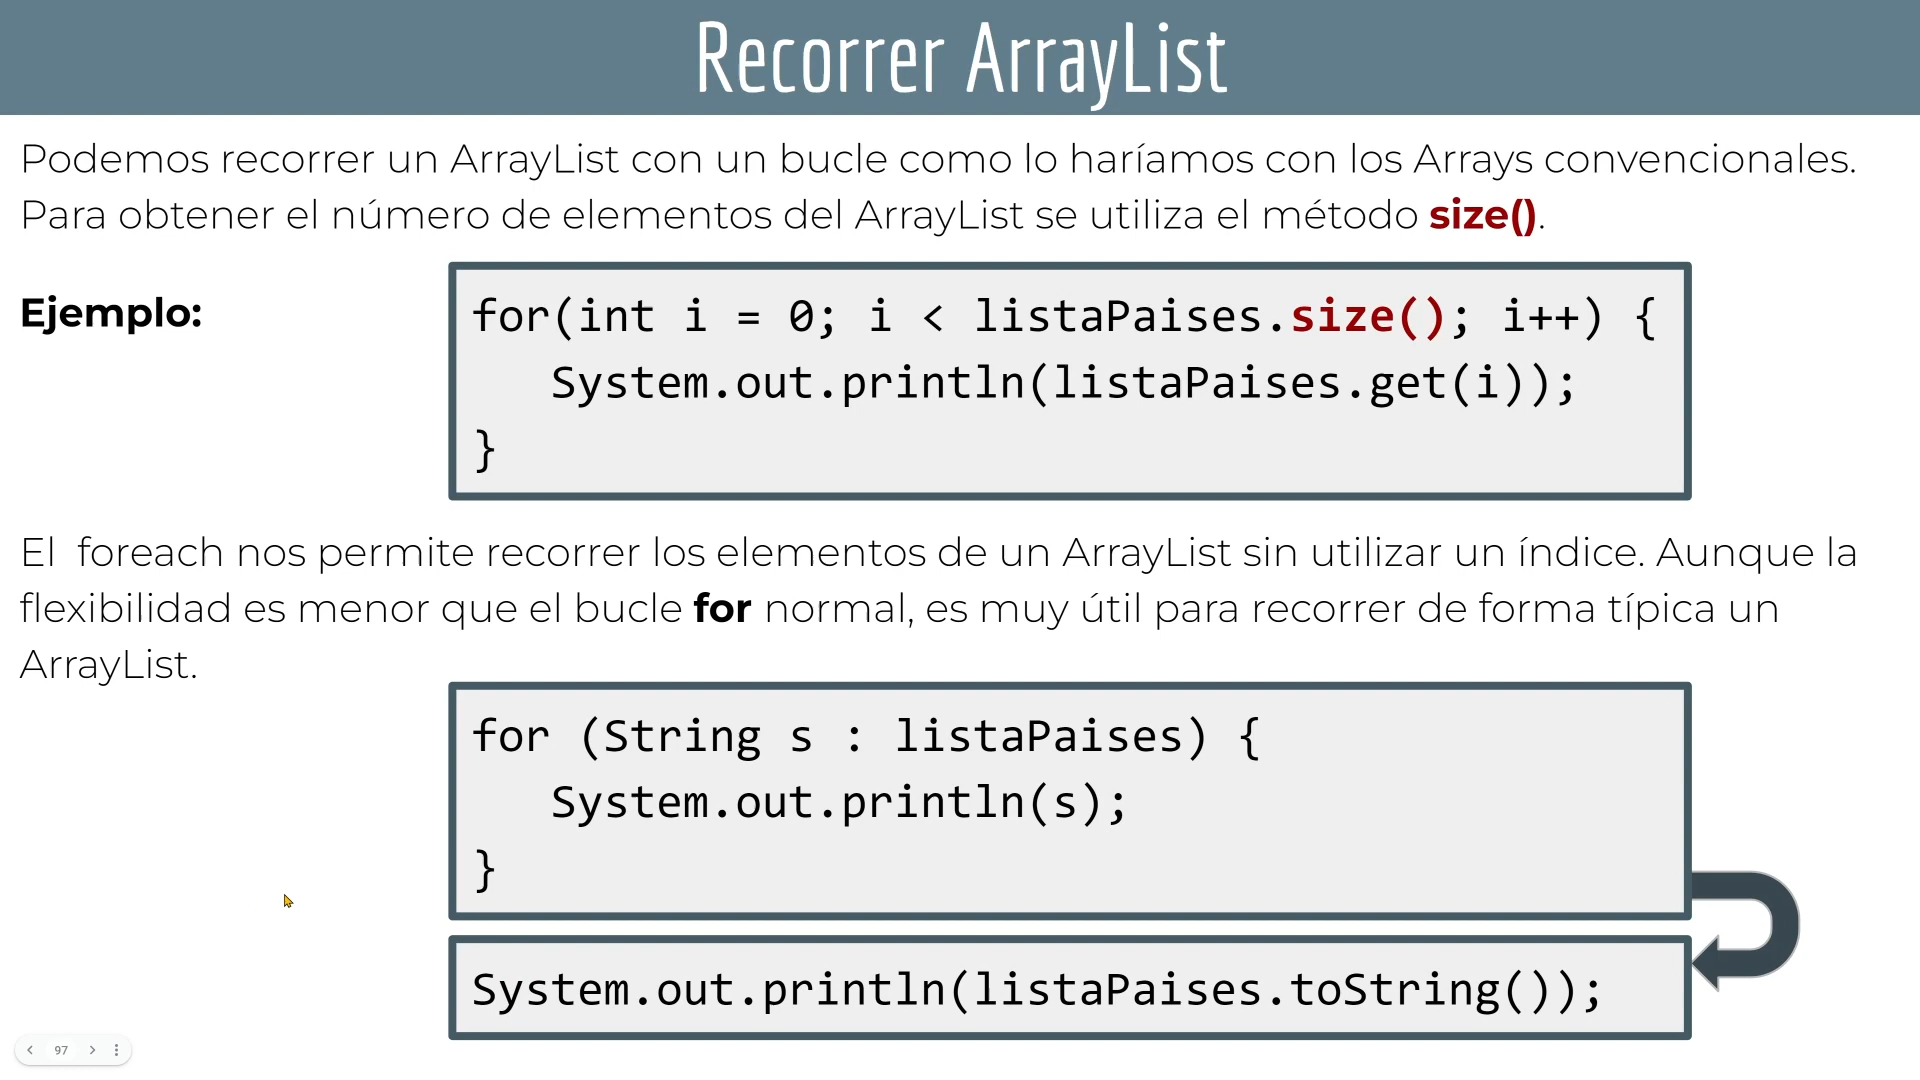 Recorrer ArrayList
Podemos recorrer un ArrayList con un bucle como lo haríamos con los Arrays convencionales.
Para obtener el número de elementos del ArrayList se utiliza el método size().
Ejemplo:
for(int i = 0; i < listaPaises.size(); i++) {
   System.out.println(listaPaises.get(i));
}
El  foreach nos permite recorrer los elementos de un ArrayList sin utilizar un índice. Aunque la
flexibilidad es menor que el bucle for normal, es muy útil para recorrer de forma típica un
ArrayList.
for (String s : listaPaises) {
   System.out.println(s);
}
System.out.println(listaPaises.toString());
97